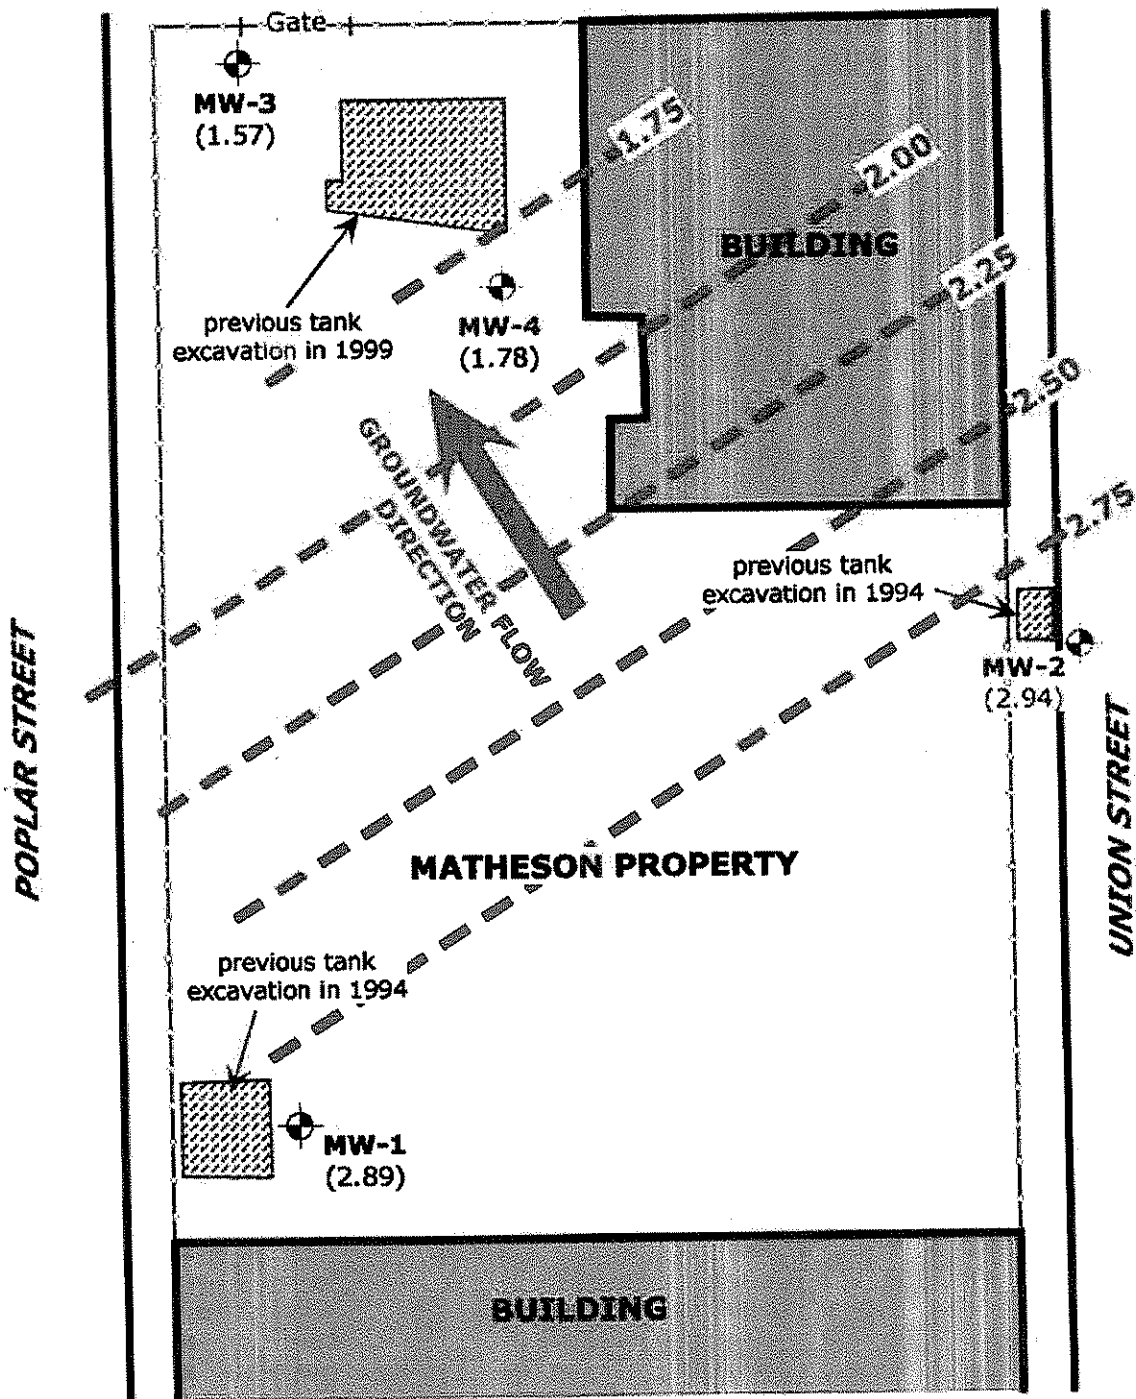 Gate
MW-3
(1.57)
1.75
2.00
BUILDING
2.25
previous tank
excavation in 1999
MW-4
(1.78)
2.50
GROUNDWATER FLOW
DIRECTION
2.75
previous tank
excavation in 1994
MW-2
(2.94)
POPLAR STREET
UNION STREET
MATHESON PROPERTY
previous tank
excavation in 1994
MW-1
(2.89)
BUILDING